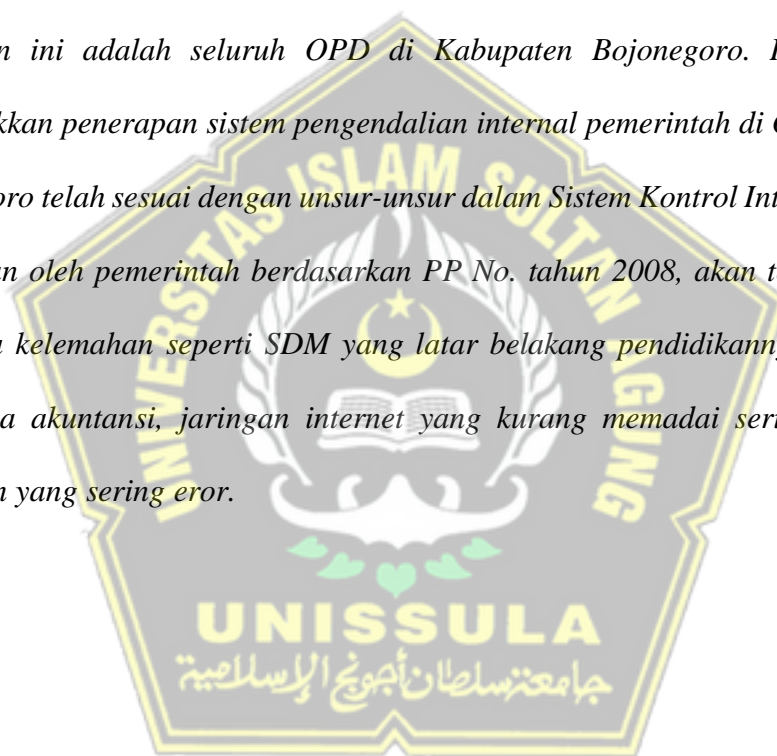 n ini adalah seluruh OPD di Kabupaten Bojonegoro.
kkan penerapan sistem pengendalian internal pemerintah di
oro telah sesuai dengan unsur-unsur dalam Sistem Kontrol Int
n oleh pemerintah berdasarkan PP No. tahun 2008, akan t
kelemahan seperti SDM yang latar belakang pendidikann
a akuntansi, jaringan internet yang kurang memadai ser
n yang sering eror.
UNIVERSITAS ISLAM SULTAN AGUNG
UNISSULA
جامعة سلطان أجونج الإسلامية